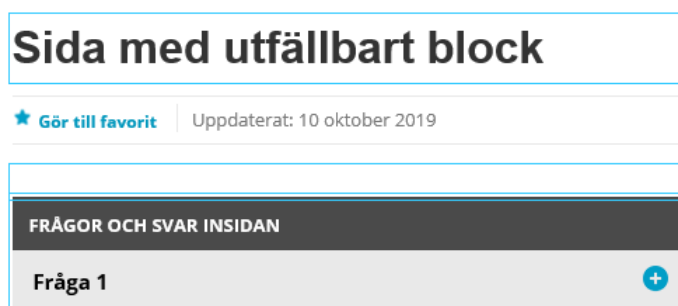 Sida med utfällbart block
Gör till favorit Uppdaterat: 10 oktober 2019
FRÅGOR OCH SVAR INSIDAN
Fråga 1